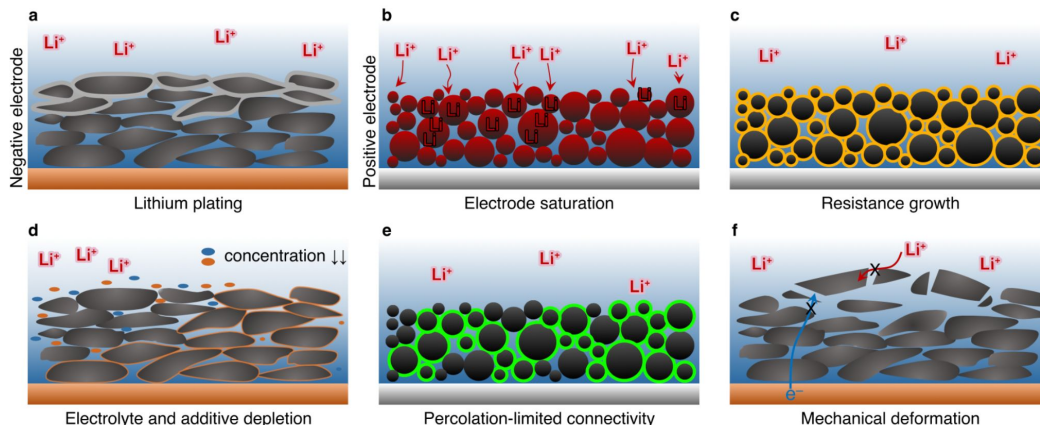 a
Li⁺
Li⁺
Li⁺
Li⁺
Negative electrode
Lithium plating
b
Li⁺ Li⁺ Li⁺ Li⁺ Li⁺ Li⁺
Li
Li Li Li Li Li
Li Li Li
Li
Positive electrode
Electrode saturation
c
Li⁺
Li⁺
Li⁺
Resistance growth
d
Li⁺ Li⁺ Li⁺
concentration ↓↓
Electrolyte and additive depletion
e
Li⁺
Li⁺
Li⁺
Percolation-limited connectivity
f
Li⁺
Li⁺
Li⁺
X
X
e⁻
Mechanical deformation